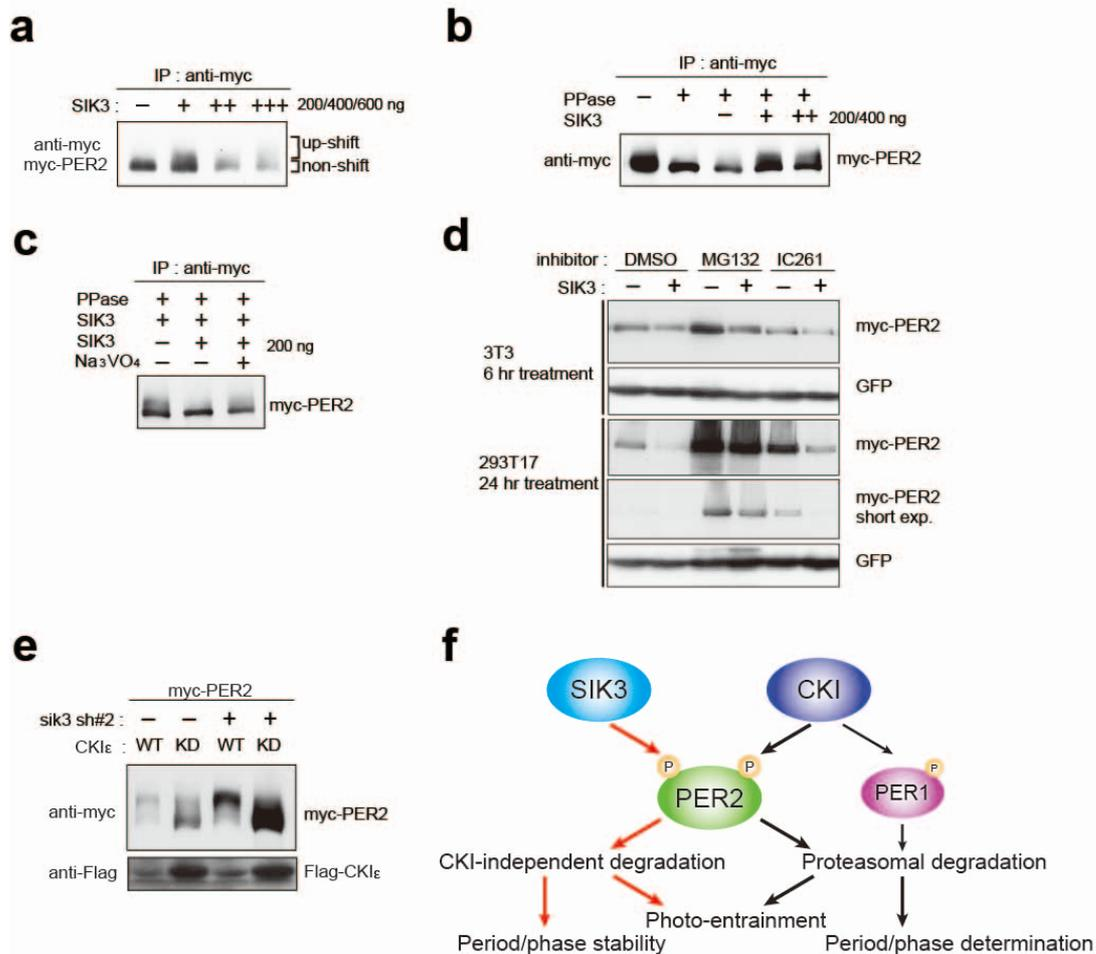 a
IP : anti-myc
SIK3 : − + ++ +++ 200/400/600 ng
anti-myc
myc-PER2
up-shift
non-shift
b
IP : anti-myc
PPase − + + + +
SIK3 − + ++ 200/400 ng
anti-myc
myc-PER2
c
IP : anti-myc
PPase + + +
SIK3 + + +
SIK3 − + +
Na₃VO₄ − − +
200 ng
myc-PER2
d
inhibitor : DMSO MG132 IC261
SIK3 : − + − + − +
3T3
6 hr treatment
myc-PER2
GFP
293T17
24 hr treatment
myc-PER2
myc-PER2
short exp.
GFP
e
myc-PER2
sik3 sh#2 : − − + +
CKIε : WT KD WT KD
anti-myc
myc-PER2
anti-Flag
Flag-CKIε
f
SIK3
CKI
P
P
P
PER2
PER1
CKI-independent degradation
Proteasomal degradation
Photo-entrainment
Period/phase stability
Period/phase determination